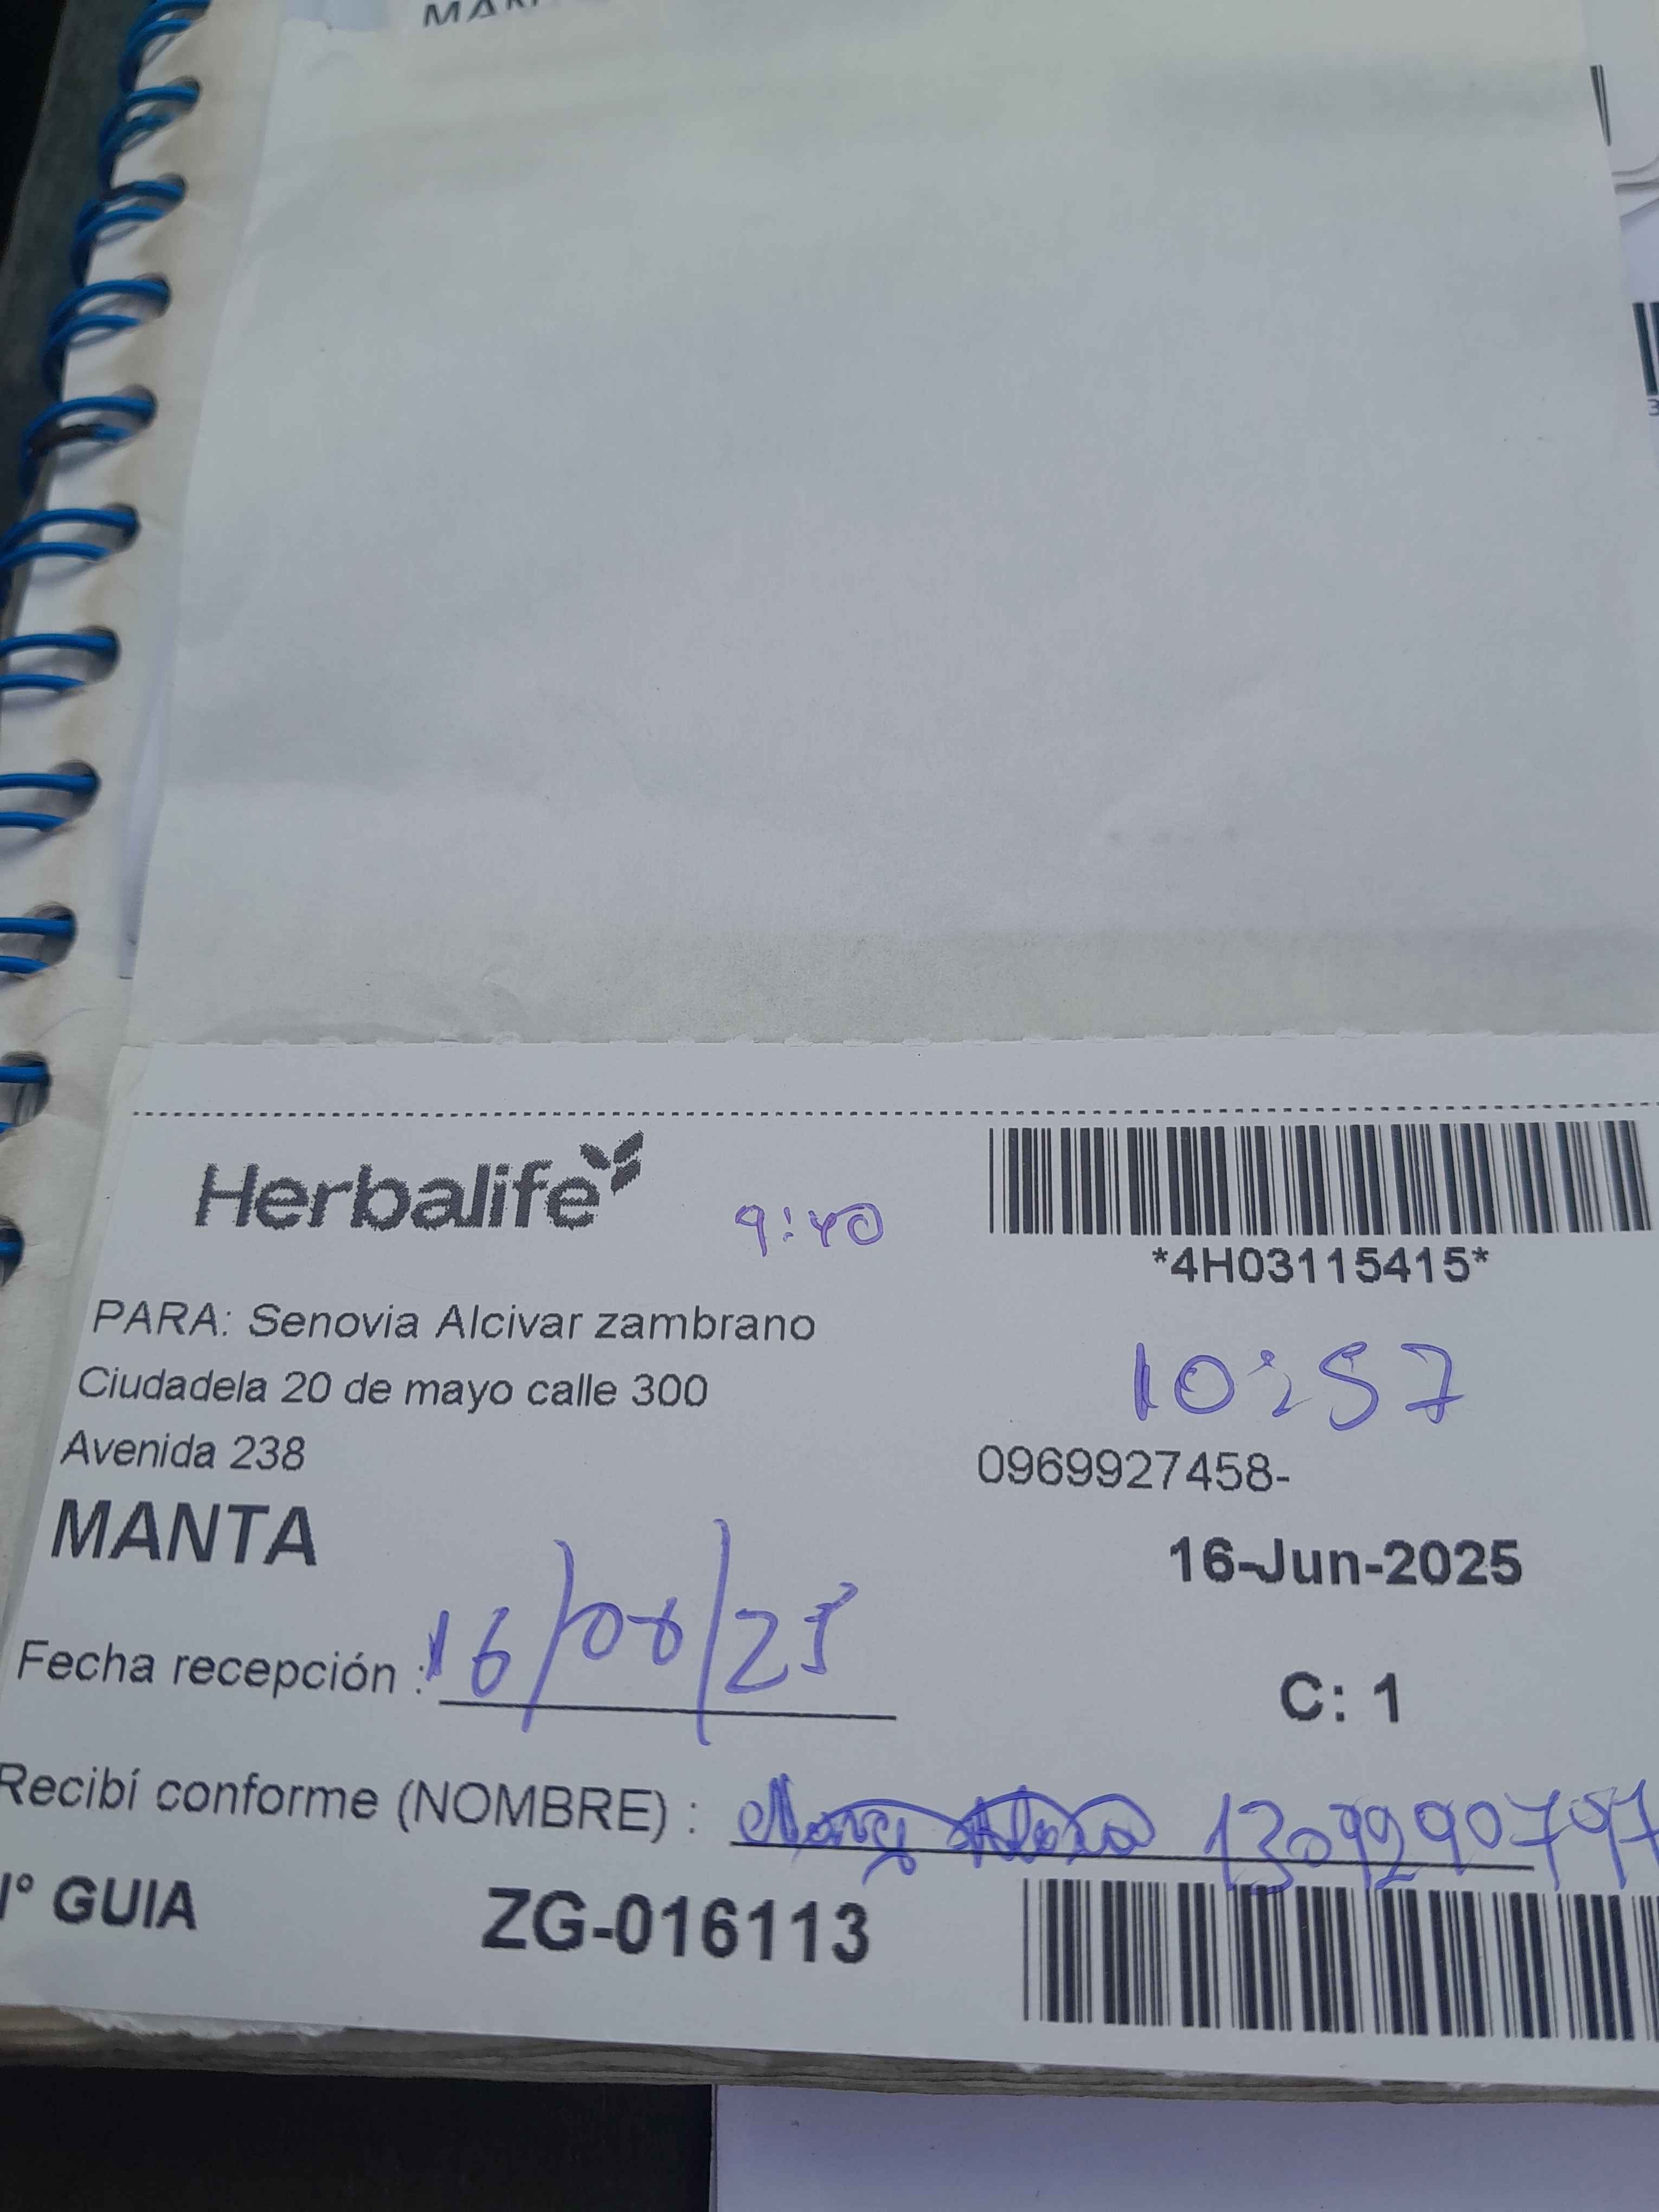 Herbalife
9:40
*4H03115415*
PARA: Senovia Alcivar zambrano
Ciudadela 20 de mayo calle 300
10:57
Avenida 238
0969927458-
MANTA
16-Jun-2025
Fecha recepción : 16/06/25
C: 1
Recibí conforme (NOMBRE) :
° GUIA ZG-016113